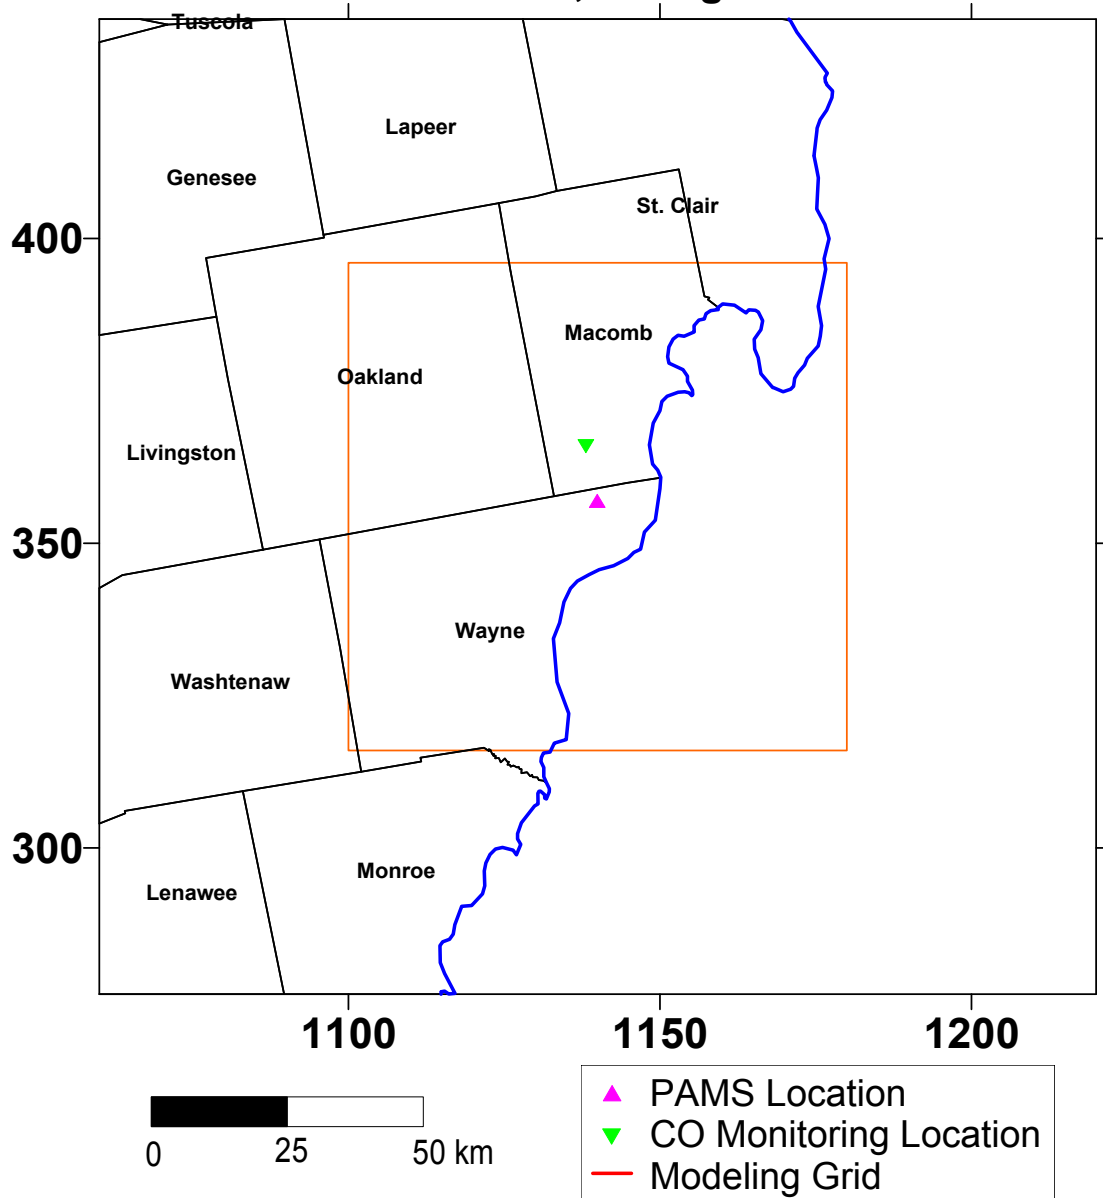 Tuscola
Lapeer
Genesee
St. Clair
400
Macomb
Oakland
Livingston
350
Wayne
Washtenaw
300
Monroe
Lenawee
1100 1150 1200
0 25 50 km
PAMS Location
CO Monitoring Location
Modeling Grid